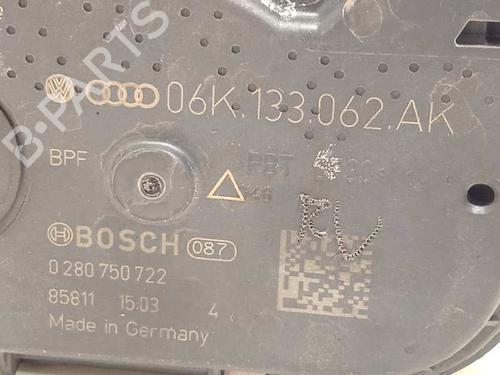 B-PARTS
06K.133.062.AK
BPF
BOSCH 087
0 280 750 722
85811 15:03 4
Made in Germany